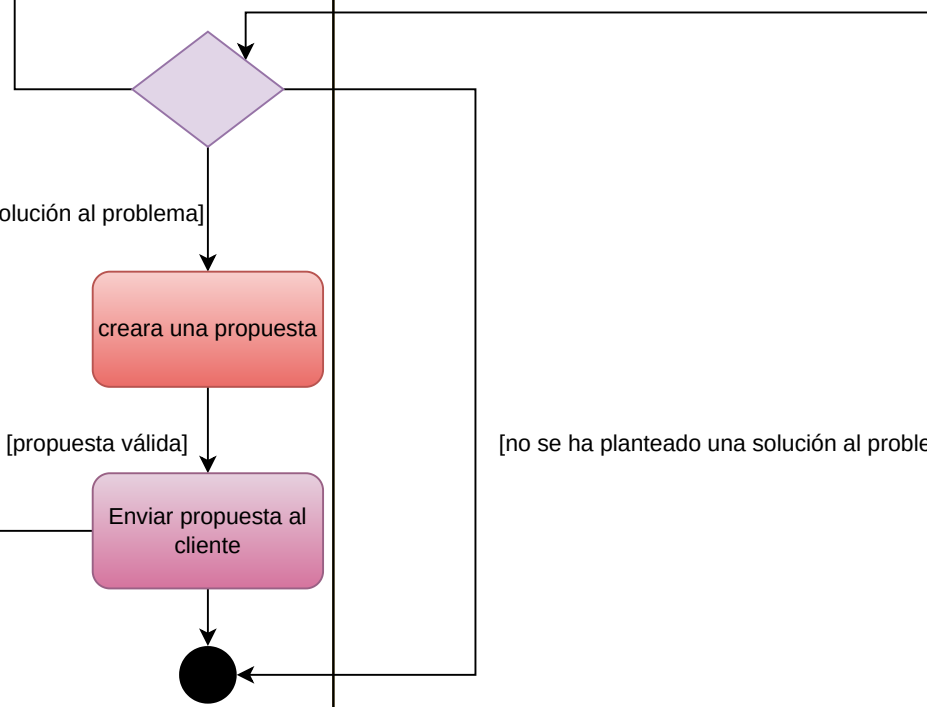 olución al problema]
creara una propuesta
[propuesta válida]
[no se ha planteado una solución al proble
Enviar propuesta al
cliente